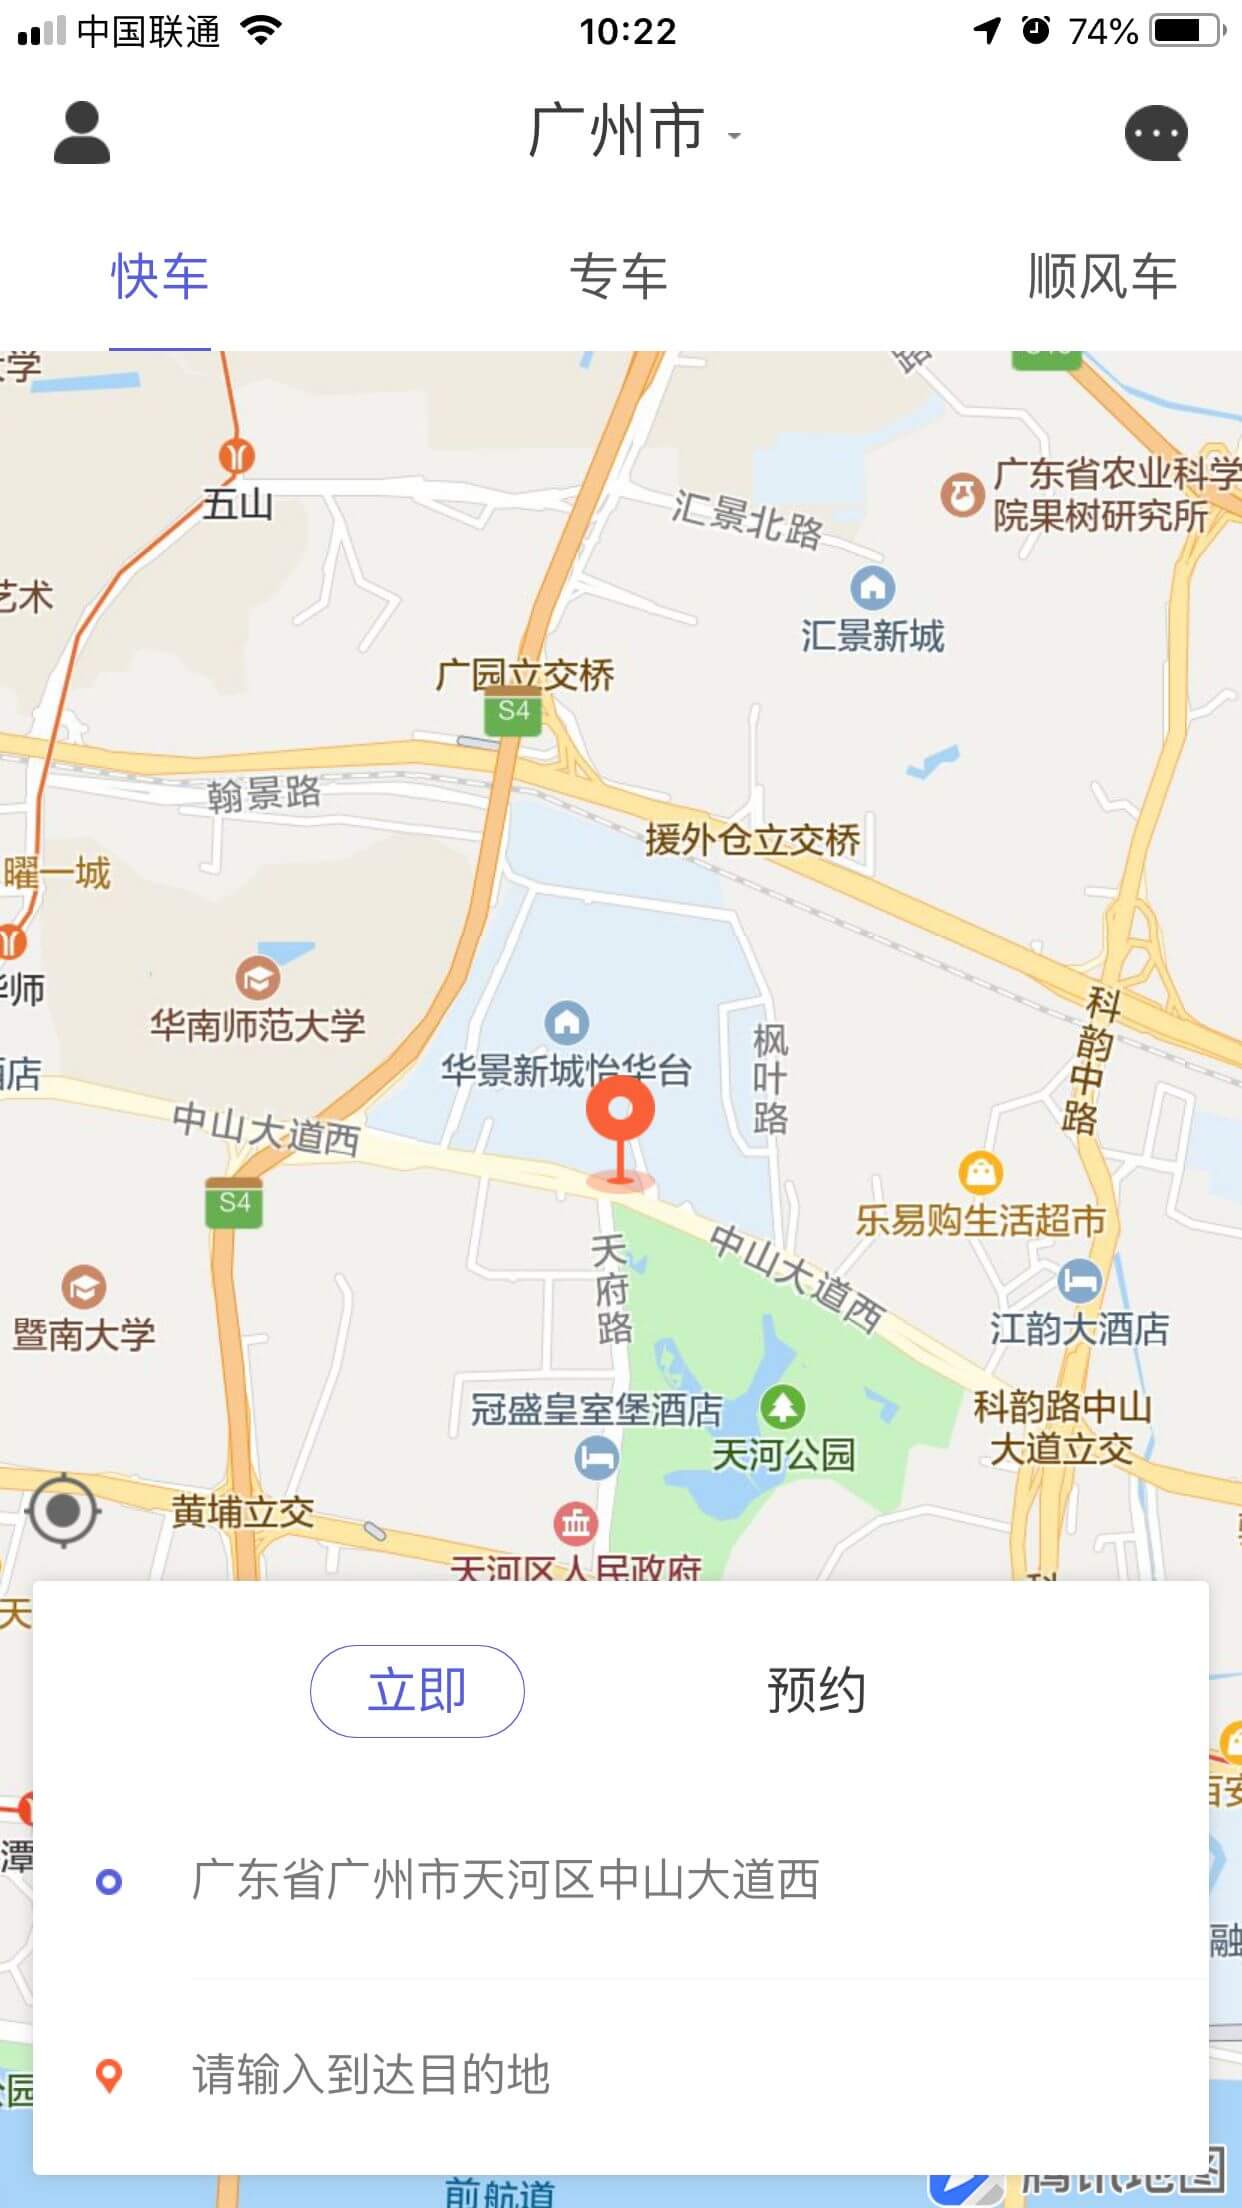 中国联通
10:22
74%
广州市
快车
专车
顺风车
五山
汇景北路
广东省农业科学
院果树研究所
艺术
汇景新城
广园立交桥
S4
翰景路
援外仓立交桥
曜一城
华师
华南师范大学
华景新城怡华台
枫叶路
科韵中路
中山大道西
S4
乐易购生活超市
天府路
中山大道西
暨南大学
江韵大酒店
冠盛皇室堡酒店
天河公园
科韵路中山
大道立交
黄埔立交
天河区人民政府
立即
预约
广东省广州市天河区中山大道西
请输入到达目的地
前航道
腾讯地图